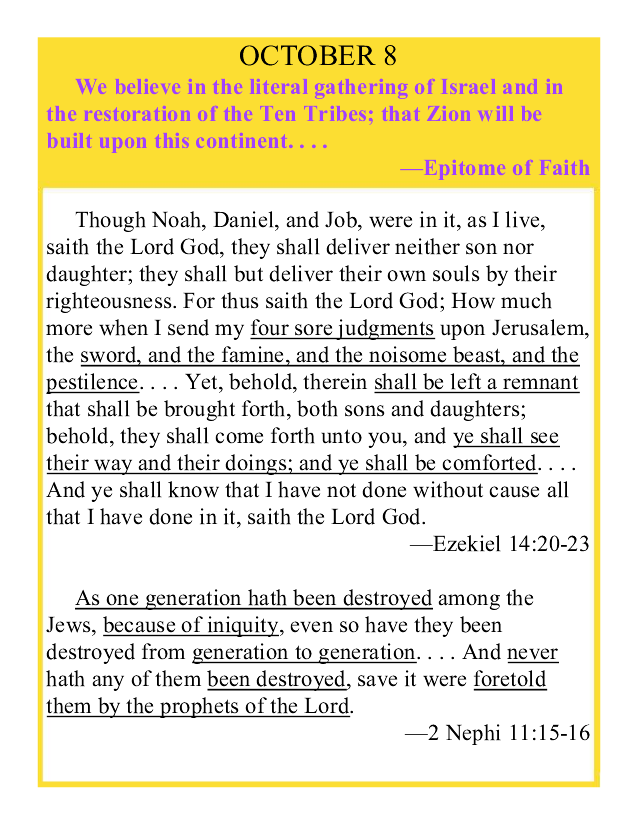 OCTOBER 8
We believe in the literal gathering of Israel and in
the restoration of the Ten Tribes; that Zion will be
built upon this continent. . . .
—Epitome of Faith
Though Noah, Daniel, and Job, were in it, as I live,
saith the Lord God, they shall deliver neither son nor
daughter; they shall but deliver their own souls by their
righteousness. For thus saith the Lord God; How much
more when I send my four sore judgments upon Jerusalem,
the sword, and the famine, and the noisome beast, and the
pestilence. . . . Yet, behold, therein shall be left a remnant
that shall be brought forth, both sons and daughters;
behold, they shall come forth unto you, and ye shall see
their way and their doings; and ye shall be comforted. . . .
And ye shall know that I have not done without cause all
that I have done in it, saith the Lord God.
—Ezekiel 14:20-23
As one generation hath been destroyed among the
Jews, because of iniquity, even so have they been
destroyed from generation to generation. . . . And never
hath any of them been destroyed, save it were foretold
them by the prophets of the Lord.
—2 Nephi 11:15-16